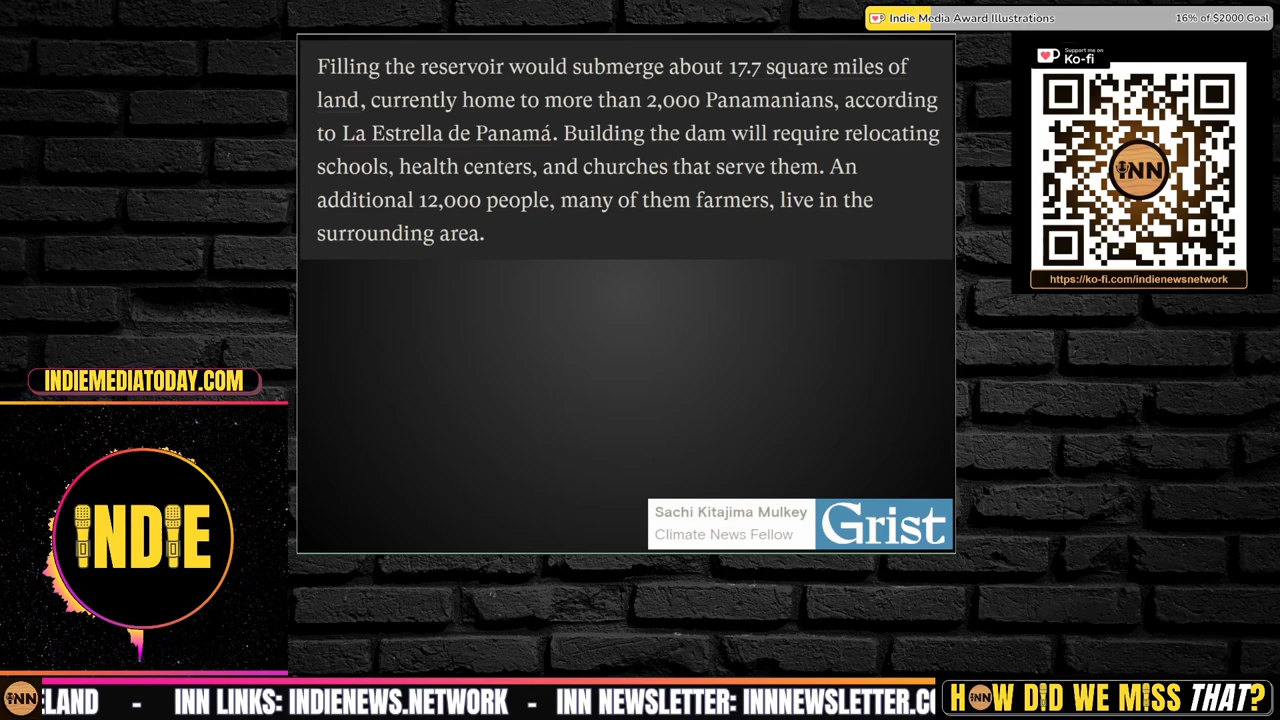 Indie Media Award Illustrations
16% of $2000 Goal
Filling the reservoir would submerge about 17.7 square miles of
land, currently home to more than 2,000 Panamanians, according
to La Estrella de Panamá. Building the dam will require relocating
schools, health centers, and churches that serve them. An
additional 12,000 people, many of them farmers, live in the
surrounding area.
Support me on
Ko-fi
INN
https://ko-fi.com/indienewsnetwork
INDIEMEDIATODAY.COM
INDIE
Sachi Kitajima Mulkey
Climate News Fellow
Grist
INN
ELAND - INN LINKS: INDIENEWS.NETWORK - INN NEWSLETTER: INNNEWSLETTER.CO
HOW DID WE MISS THAT?